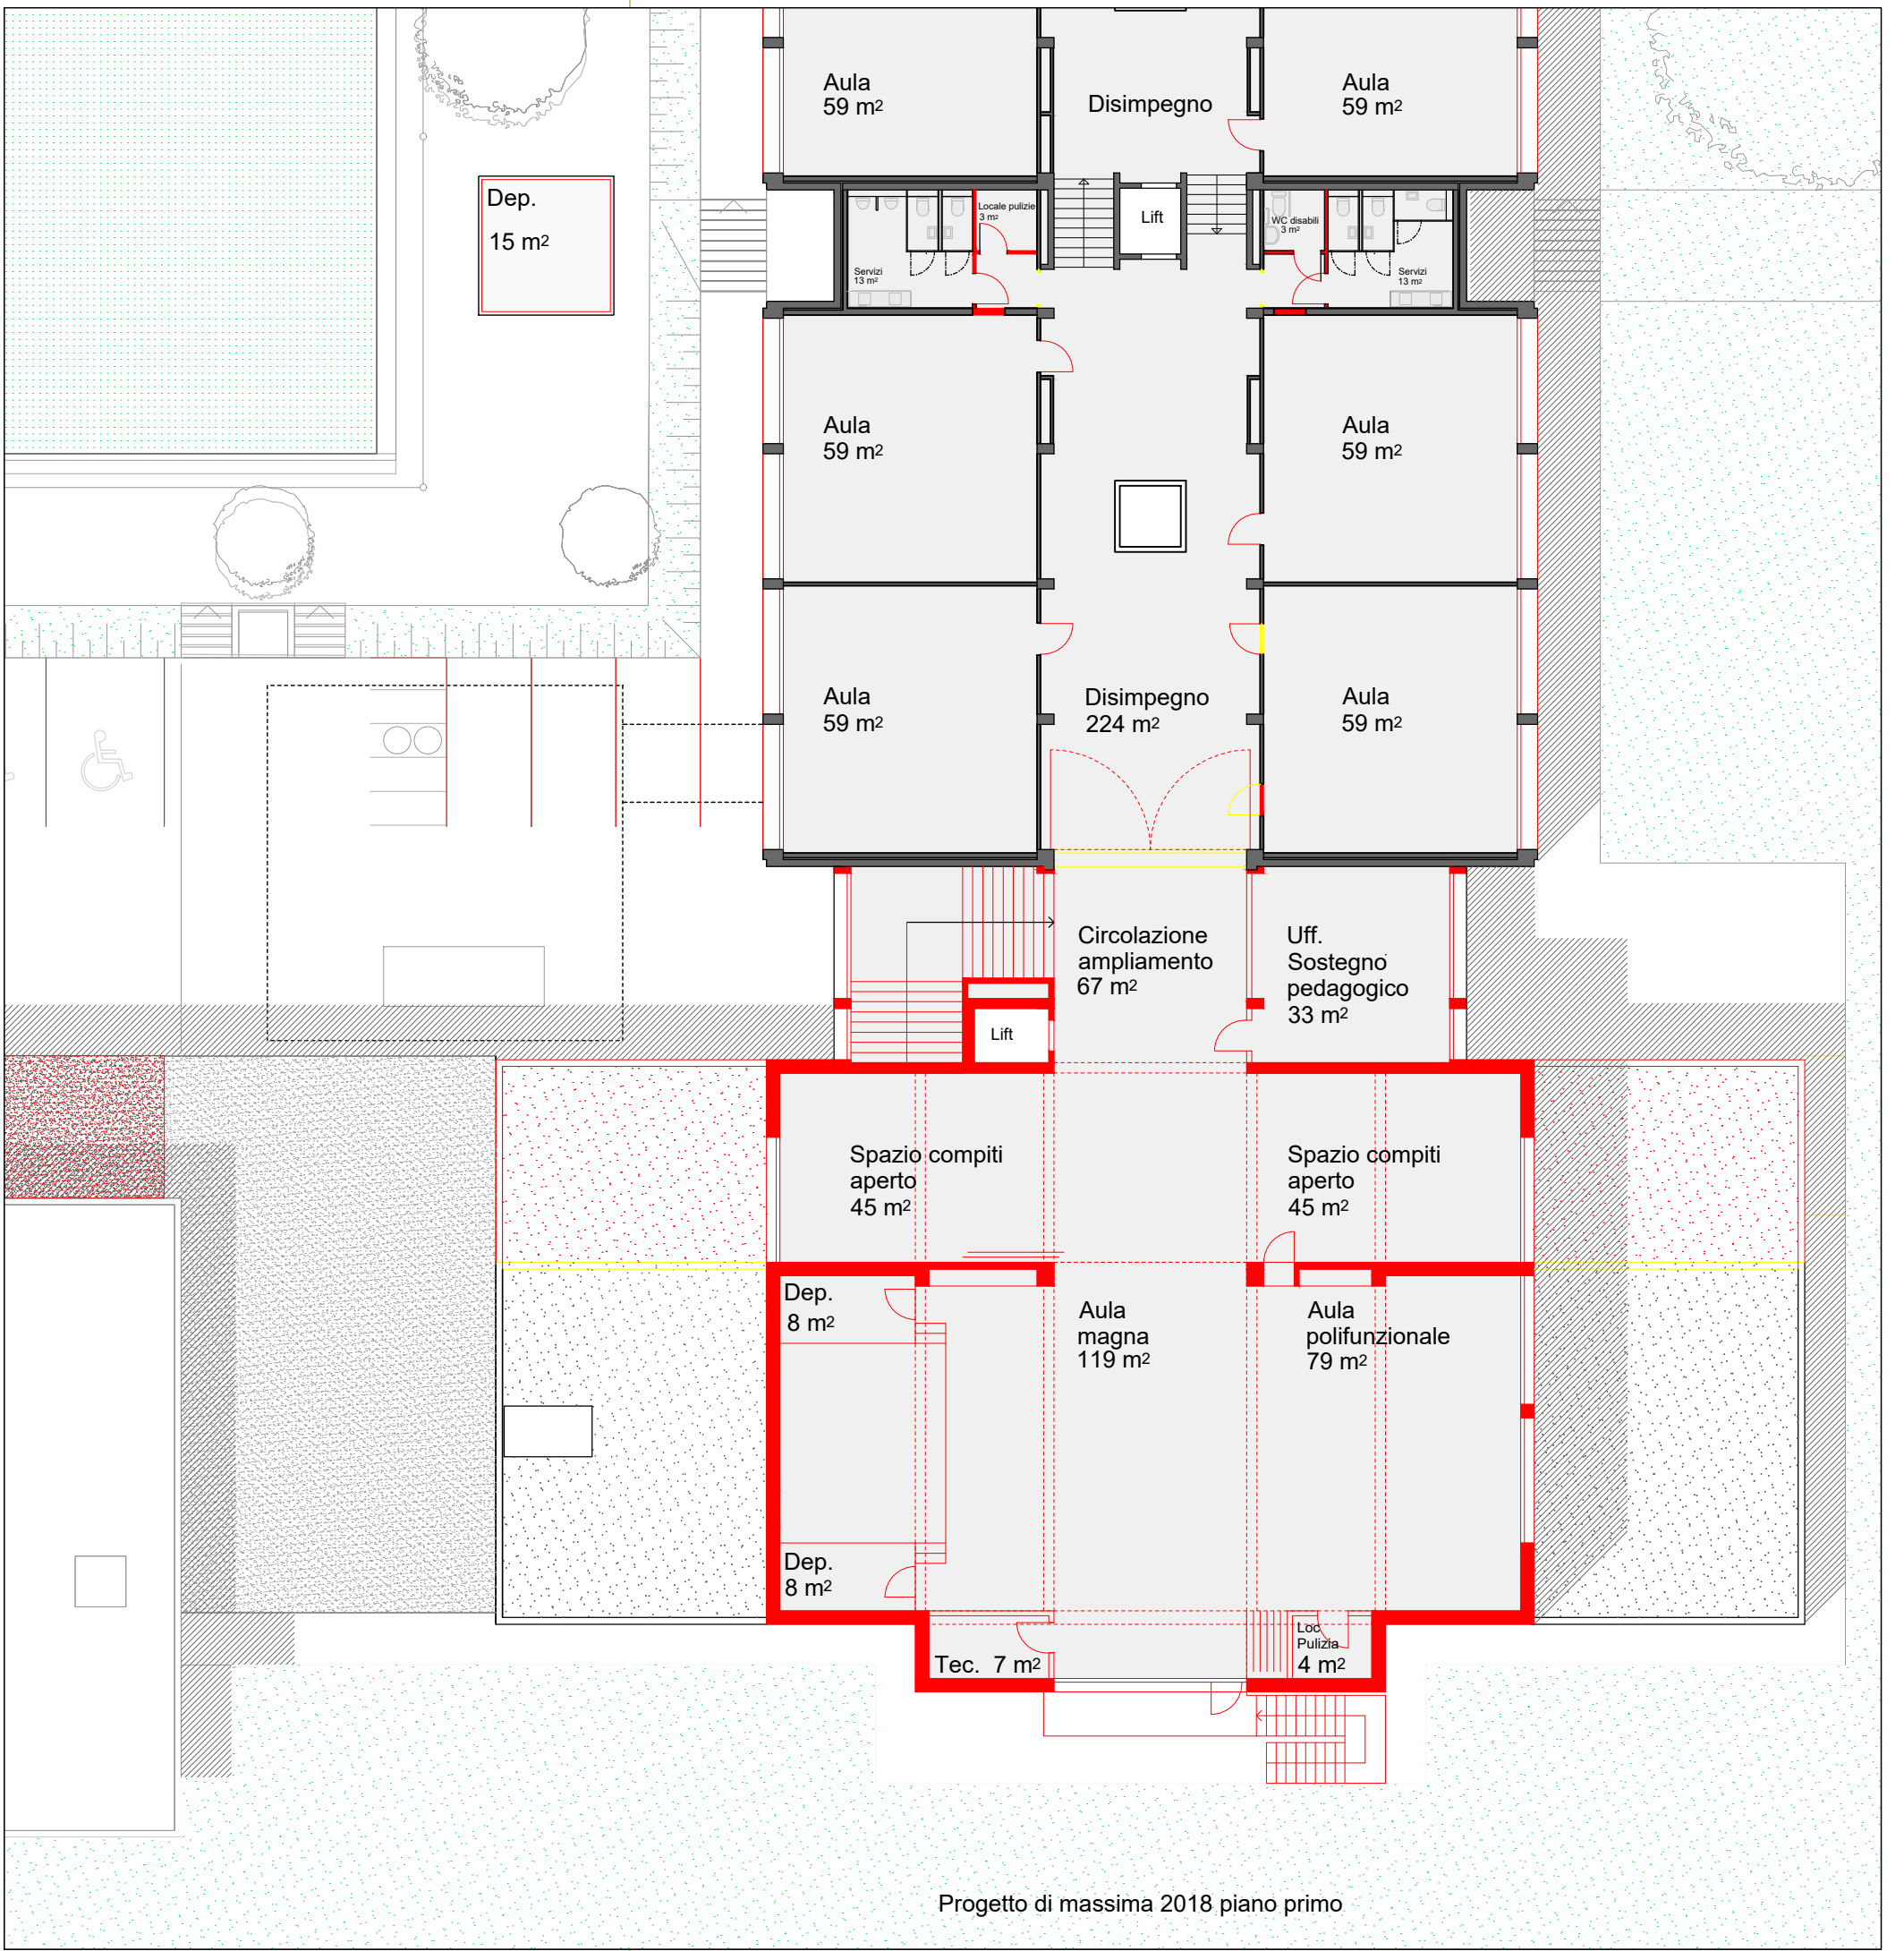 Aula
59 m²
Disimpegno
Aula
59 m²
Dep.
15 m²
Locale pulizie
3 m²
Lift
WC disabili
3 m²
Servizi
13 m²
Servizi
13 m²
Aula
59 m²
Aula
59 m²
Aula
59 m²
Disimpegno
224 m²
Aula
59 m²
Circolazione
ampliamento
67 m²
Uff.
Sostegno
pedagogico
33 m²
Lift
Spazio compiti
aperto
45 m²
Spazio compiti
aperto
45 m²
Dep.
8 m²
Aula
magna
119 m²
Aula
polifunzionale
79 m²
Dep.
8 m²
Tec. 7 m²
Loc
Pulizia
4 m²
Progetto di massima 2018 piano primo